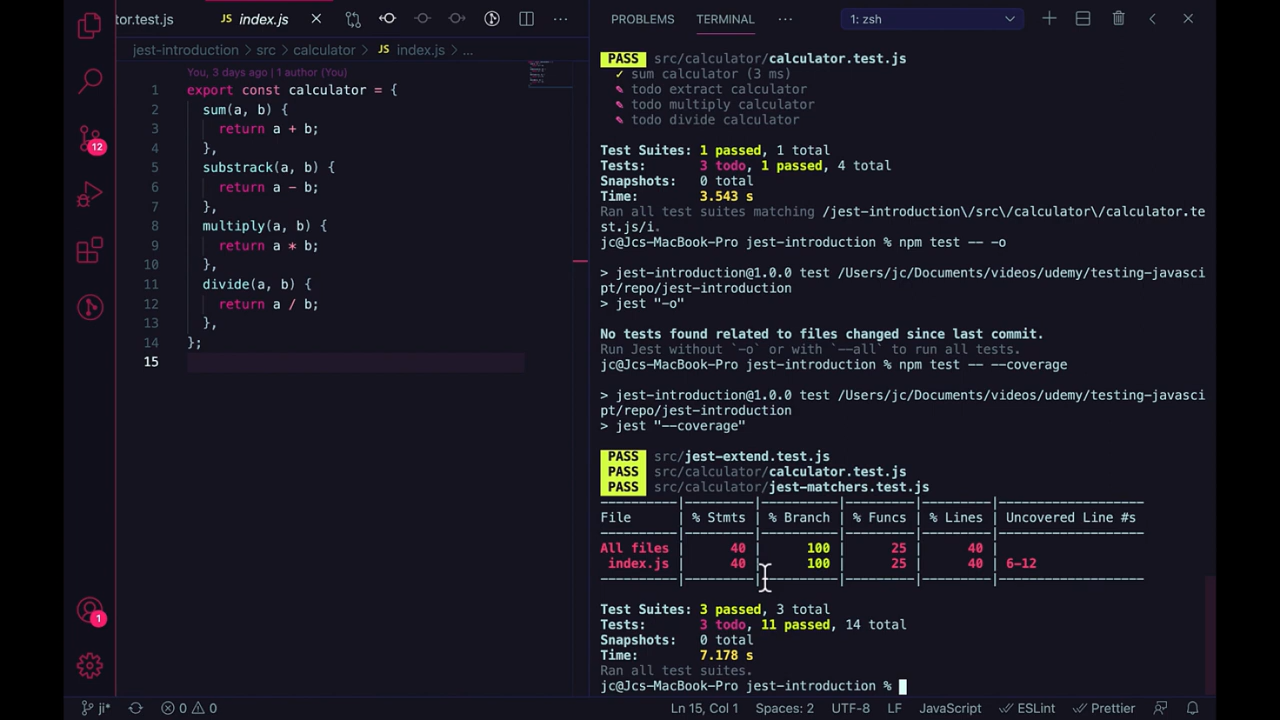 tor.test.js
JS index.js
jest-introduction > src > calculator > JS index.js > ...
You, 3 days ago | 1 author (You)
1 export const calculator = {
2 sum(a, b) {
3 return a + b;
4 },
5 substrack(a, b) {
6 return a - b;
7 },
8 multiply(a, b) {
9 return a * b;
10 },
11 divide(a, b) {
12 return a / b;
13 },
14 };
15
12
1
PROBLEMS TERMINAL ... 1: zsh
PASS src/calculator/calculator.test.js
✓ sum calculator (3 ms)
✎ todo extract calculator
✎ todo multiply calculator
✎ todo divide calculator
Test Suites: 1 passed, 1 total
Tests: 3 todo, 1 passed, 4 total
Snapshots: 0 total
Time: 3.543 s
Ran all test suites matching /jest-introduction\/src\/calculator\/calculator.te
st.js/i.
jc@Jcs-MacBook-Pro jest-introduction % npm test -- -o
> jest-introduction@1.0.0 test /Users/jc/Documents/videos/udemy/testing-javasci
pt/repo/jest-introduction
> jest "-o"
No tests found related to files changed since last commit.
Run Jest without `-o` or with `--all` to run all tests.
jc@Jcs-MacBook-Pro jest-introduction % npm test -- --coverage
> jest-introduction@1.0.0 test /Users/jc/Documents/videos/udemy/testing-javasci
pt/repo/jest-introduction
> jest "--coverage"
PASS src/jest-extend.test.js
PASS src/calculator/calculator.test.js
PASS src/calculator/jest-matchers.test.js
----------|---------|----------|---------|---------|-------------------
File | % Stmts | % Branch | % Funcs | % Lines | Uncovered Line #s
----------|---------|----------|---------|---------|-------------------
All files | 40 | 100 | 25 | 40 |
index.js | 40 | 100 | 25 | 40 | 6-12
----------|---------|----------|---------|---------|-------------------
Test Suites: 3 passed, 3 total
Tests: 3 todo, 11 passed, 14 total
Snapshots: 0 total
Time: 7.178 s
Ran all test suites.
jc@Jcs-MacBook-Pro jest-introduction %
ji* 0 0 Ln 15, Col 1 Spaces: 2 UTF-8 LF JavaScript ESLint Prettier